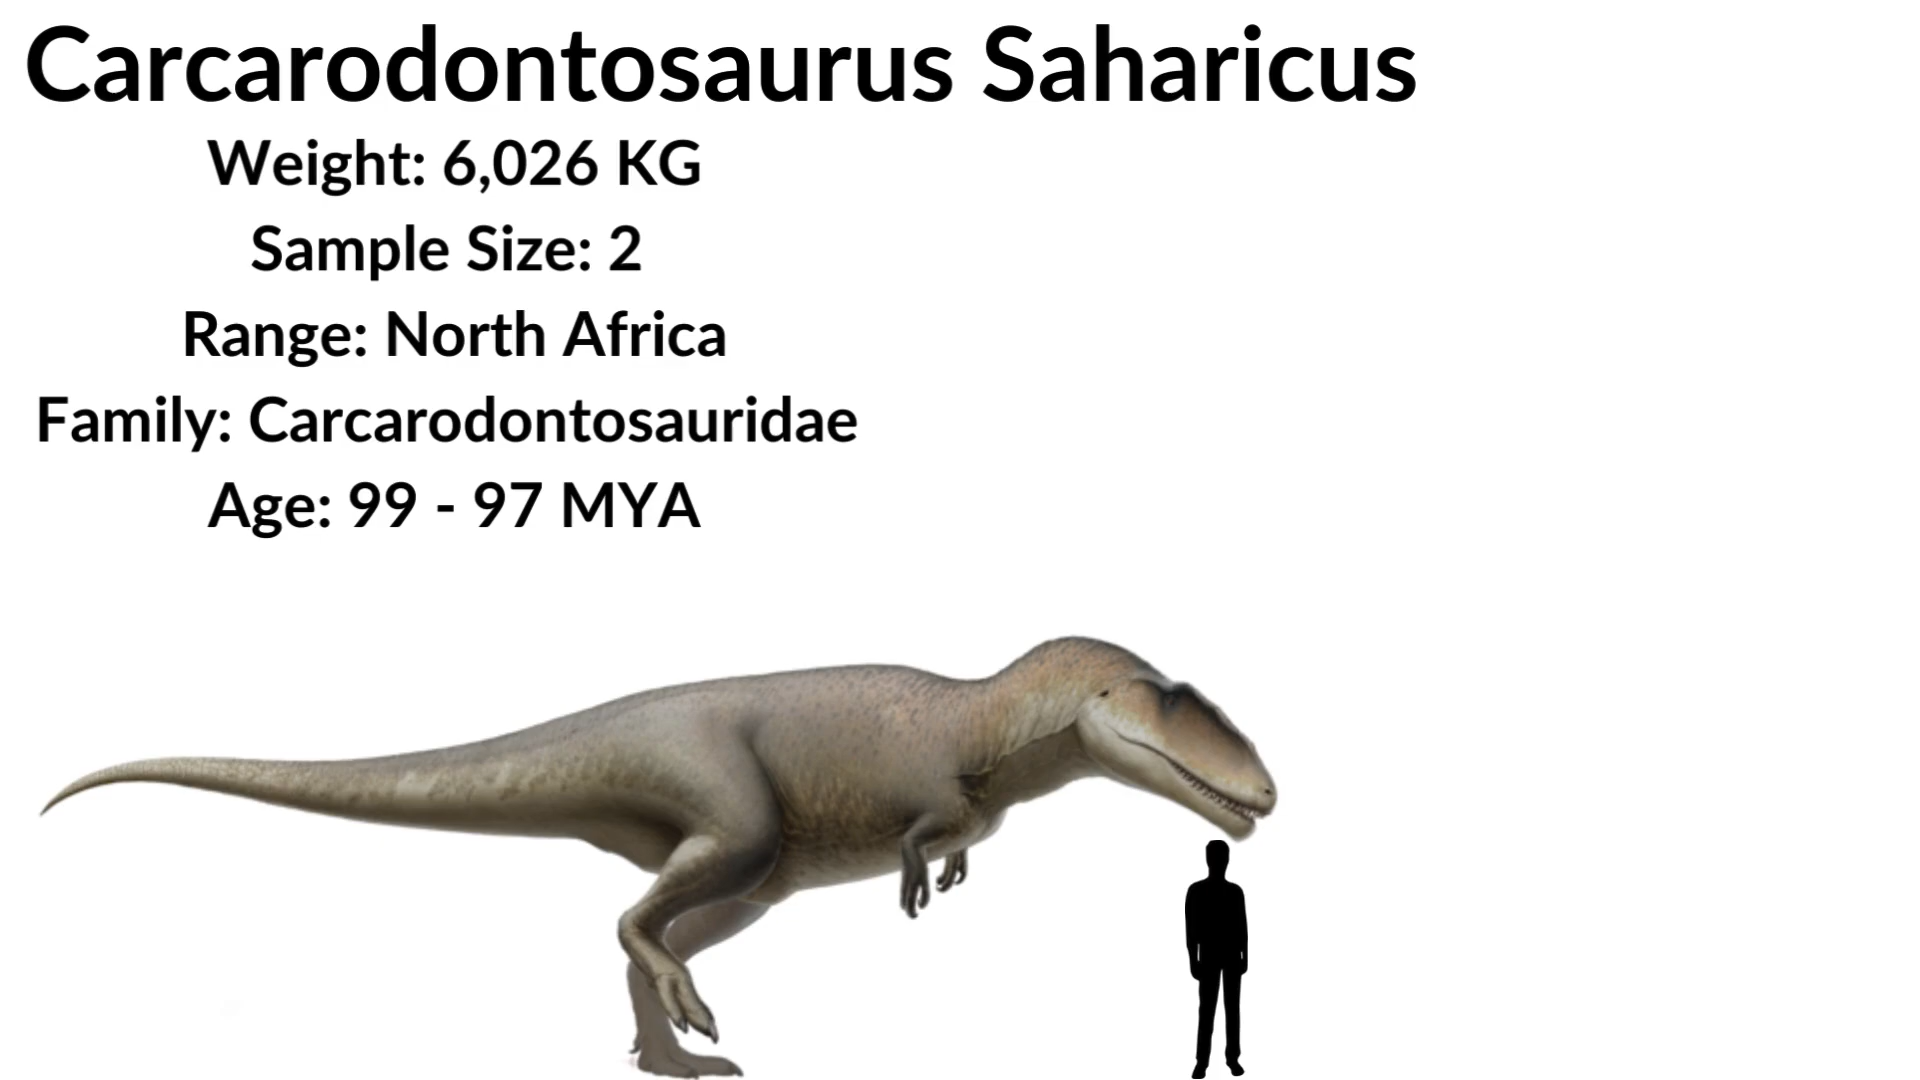 Carcarodontosaurus Saharicus
Weight: 6,026 KG
Sample Size: 2
Range: North Africa
Family: Carcarodontosauridae
Age: 99 - 97 MYA